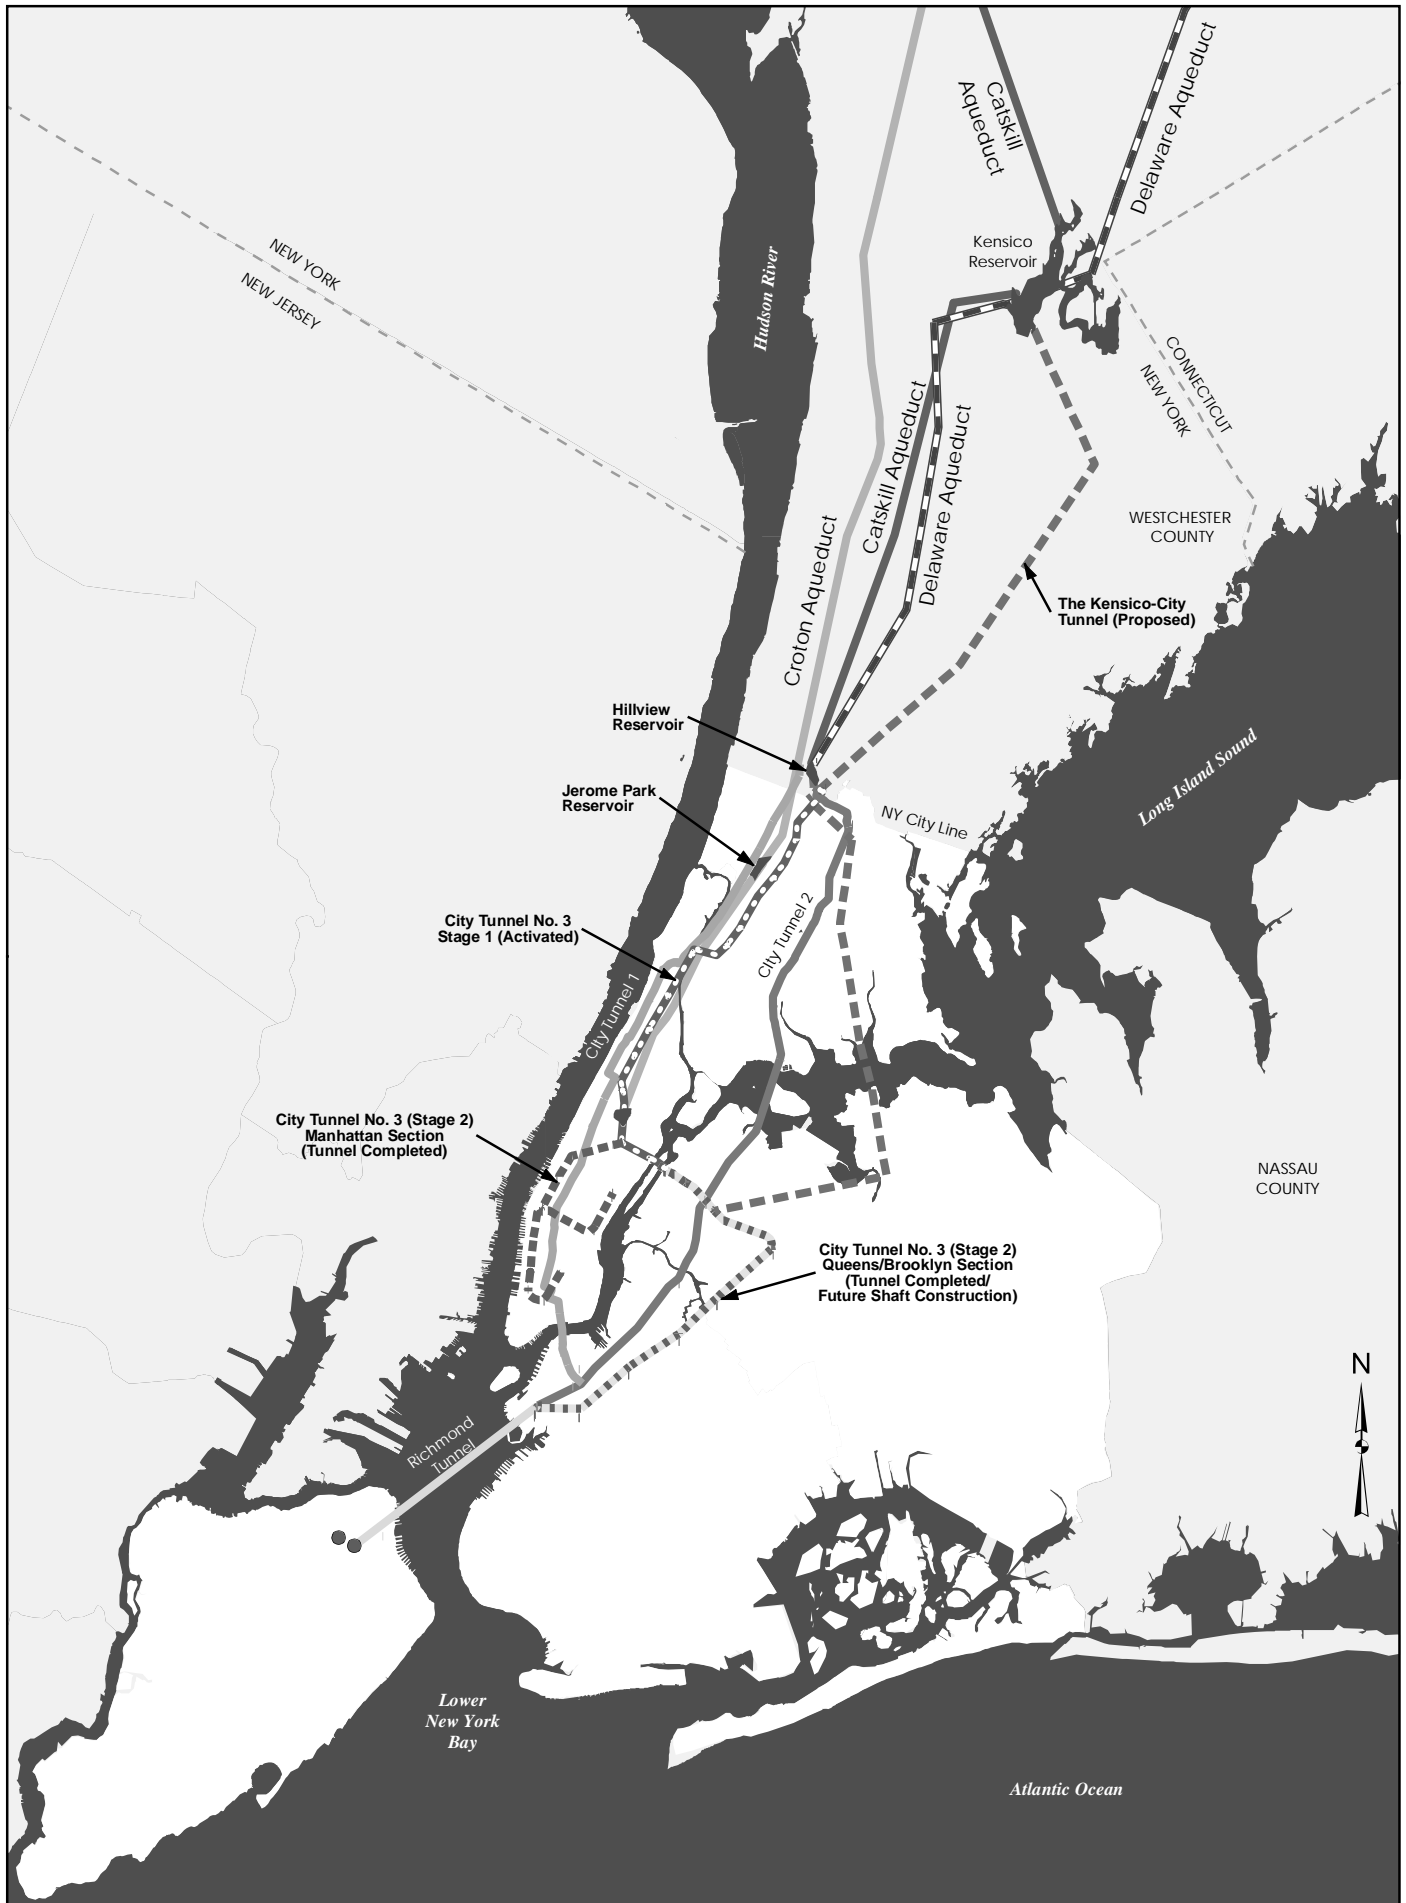 Catskill
Aqueduct
Delaware Aqueduct
Kensico
Reservoir
NEW YORK
NEW JERSEY
Hudson River
CONNECTICUT
NEW YORK
Catskill Aqueduct
Delaware Aqueduct
Croton Aqueduct
WESTCHESTER
COUNTY
The Kensico-City
Tunnel (Proposed)
Hillview
Reservoir
Long Island Sound
Jerome Park
Reservoir
NY City Line
City Tunnel No. 3
Stage 1 (Activated)
CIty Tunnel 2
CIty Tunnel 1
City Tunnel No. 3 (Stage 2)
Manhattan Section
(Tunnel Completed)
NASSAU
COUNTY
City Tunnel No. 3 (Stage 2)
Queens/Brooklyn Section
(Tunnel Completed/
Future Shaft Construction)
N
Richmond
Tunnel
Lower
New York
Bay
Atlantic Ocean